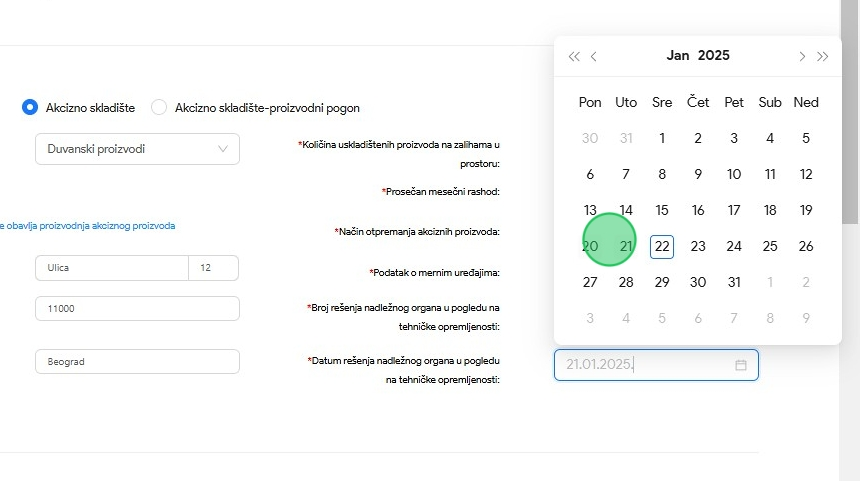 Jan 2025
Akcizno skladište
Akcizno skladište-proizvodni pogon
Pon Uto Sre Čet Pet Sub Ned
30 31 1 2 3 4 5
Duvanski proizvodi
*Količina uskladištenih proizvoda na zalihama u
prostoru:
6 7 8 9 10 11 12
*Prosečan mesečni rashod:
13 14 15 16 17 18 19
e obavlja proizvodnja akciznog proizvoda
*Način otpremanja akciznih proizvoda:
20 21 22 23 24 25 26
Ulica 12
*Podatak o mernim uređajima:
27 28 29 30 31 1 2
11000
*Broj rešenja nadležnog organa u pogledu na
tehničke opremljenosti:
3 4 5 6 7 8 9
Beograd
*Datum rešenja nadležnog organa u pogledu
na tehničke opremljenosti:
21.01.2025.